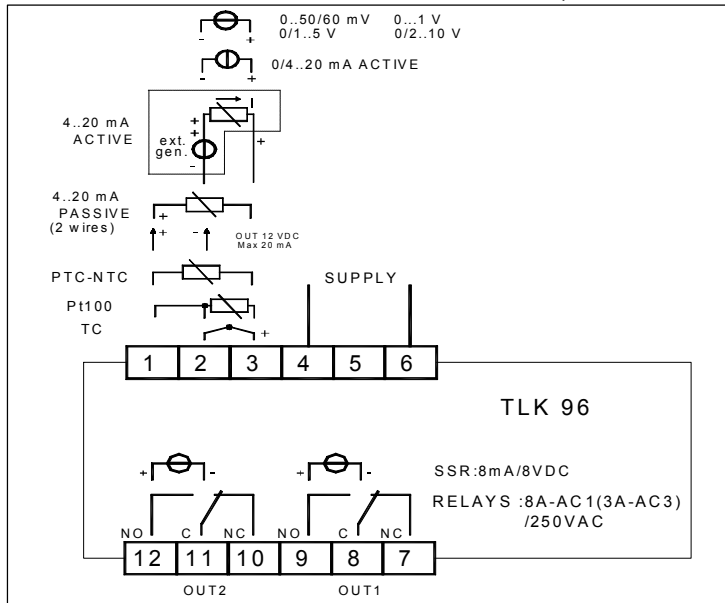 0..50/60 mV 0...1 V
- + 0/1..5 V 0/2..10 V
- + 0/4..20 mA ACTIVE
4..20 mA
ACTIVE
+ I
+
ext.
gen.
+
-
4..20 mA
PASSIVE
(2 wires)
+
+ -
OUT 12 VDC
Max 20 mA
PTC-NTC
SUPPLY
Pt100
TC
+
1 2 3 4 5 6
TLK 96
+ - + -
SSR:8mA/8VDC
RELAYS :8A-AC1(3A-AC3)
/250VAC
NO C NC NO C NC
12 11 10 9 8 7
OUT2 OUT1